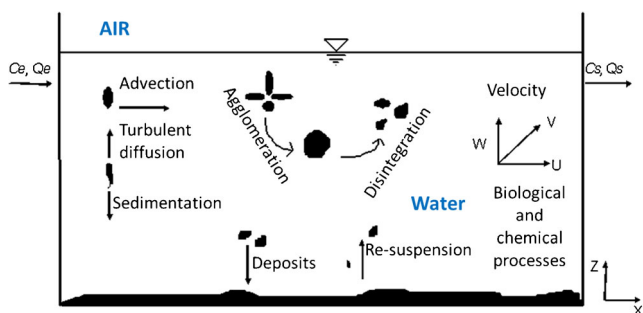 AIR
Ce, Qe
Cs, Qs
Advection
Turbulent
diffusion
Sedimentation
Agglomeration
Disintegration
Velocity
V
W
U
Water
Biological
and
chemical
processes
Deposits
Re-suspension
Z
X